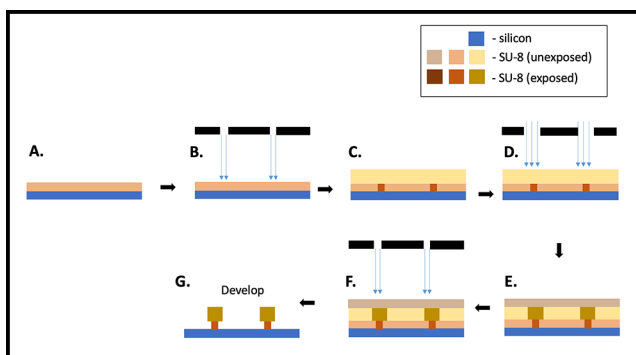 - silicon
- SU-8 (unexposed)
- SU-8 (exposed)
A.
B.
C.
D.
G.
Develop
F.
E.